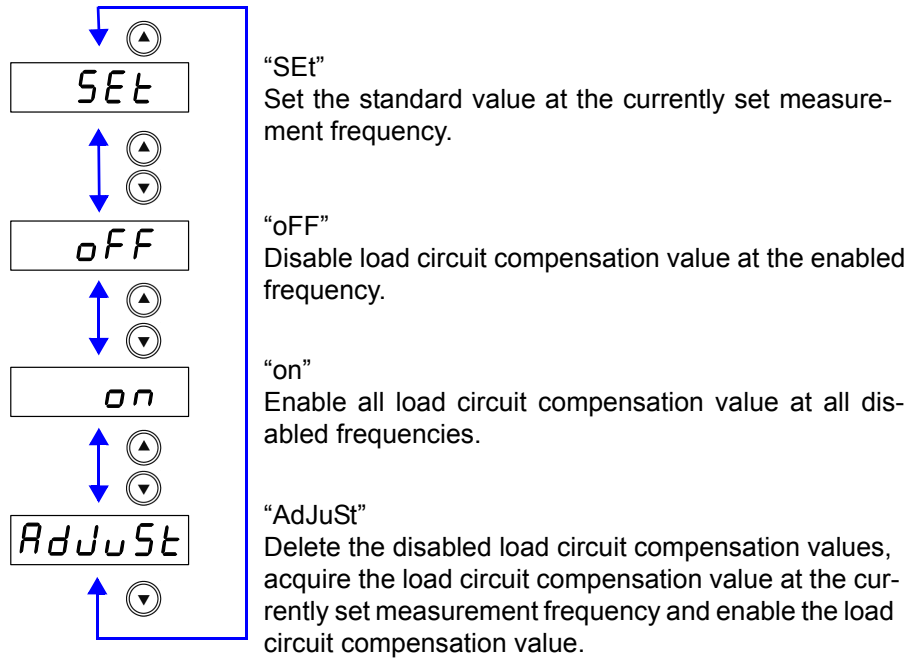 SEt
“SEt”
Set the standard value at the currently set measure-
ment frequency.
oFF
“oFF”
Disable load circuit compensation value at the enabled
frequency.
on
“on”
Enable all load circuit compensation value at all dis-
abled frequencies.
AdJuSt
“AdJuSt”
Delete the disabled load circuit compensation values,
acquire the load circuit compensation value at the cur-
rently set measurement frequency and enable the load
circuit compensation value.